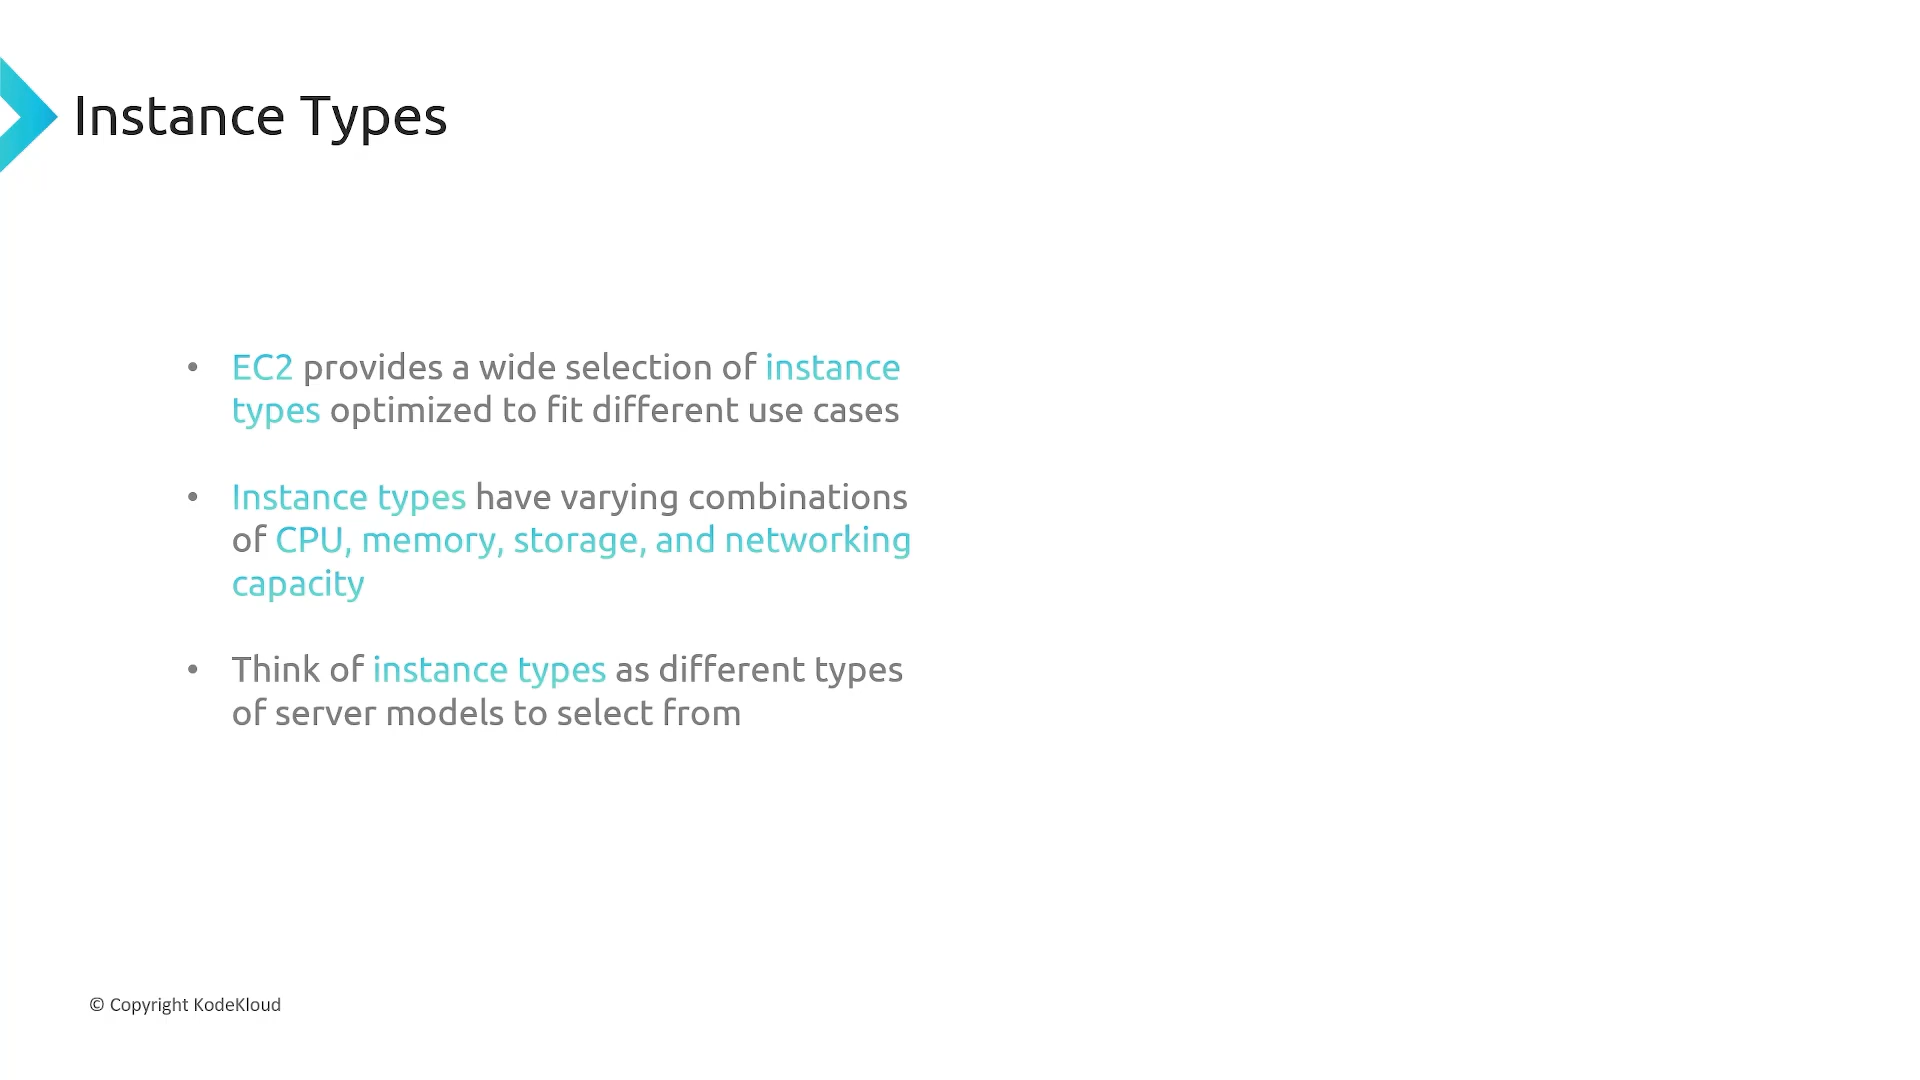 Instance Types
• EC2 provides a wide selection of instance
types optimized to fit different use cases
• Instance types have varying combinations
of CPU, memory, storage, and networking
capacity
• Think of instance types as different types
of server models to select from
© Copyright KodeKloud